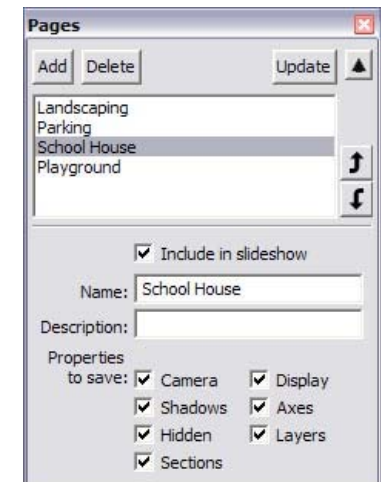 Pages
Add Delete Update
Landscaping
Parking
School House
Playground
Include in slideshow
Name: School House
Description:
Properties
to save: Camera Display
Shadows Axes
Hidden Layers
Sections